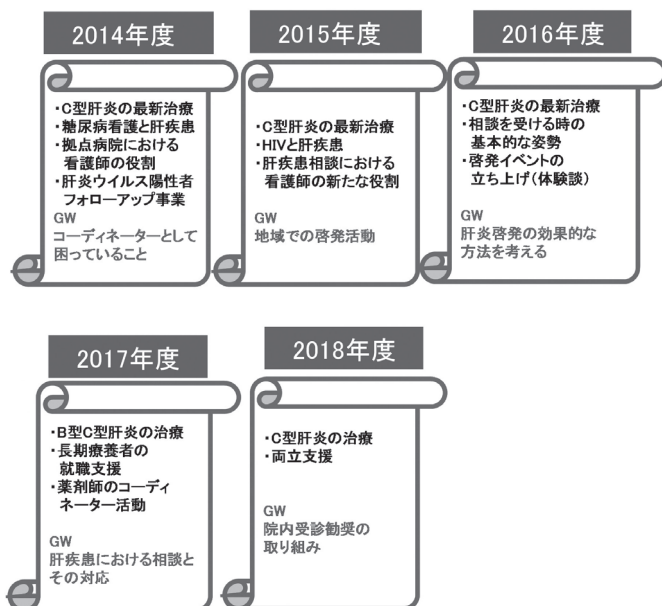 2014年度
・C型肝炎の最新治療
・糖尿病看護と肝疾患
・拠点病院における
看護師の役割
・肝炎ウイルス陽性者
フォローアップ事業
GW
コーディネーターとして
困っていること
2015年度
・C型肝炎の最新治療
・HIVと肝疾患
・肝疾患相談における
看護師の新たな役割
GW
地域での啓発活動
2016年度
・C型肝炎の最新治療
・相談を受ける時の
基本的な姿勢
・啓発イベントの
立ち上げ(体験談)
GW
肝炎啓発の効果的な
方法を考える
2017年度
・B型C型肝炎の治療
・長期療養者の
就職支援
・薬剤師のコーディ
ネーター活動
GW
肝疾患における相談と
その対応
2018年度
・C型肝炎の治療
・両立支援
GW
院内受診勧奨の
取り組み